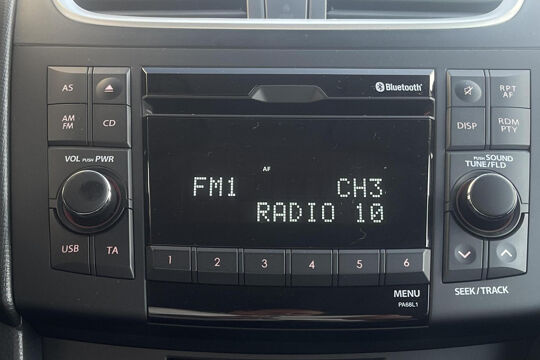 Bluetooth®
AS
RPT
AF
AM
FM
CD
DISP
RDM
PTY
VOL PUSH PWR
PUSH SOUND
TUNE/FLD
AF
FM1 CH3
RADIO 10
USB
TA
1 2 3 4 5 6
MENU
PA68L1
SEEK/TRACK